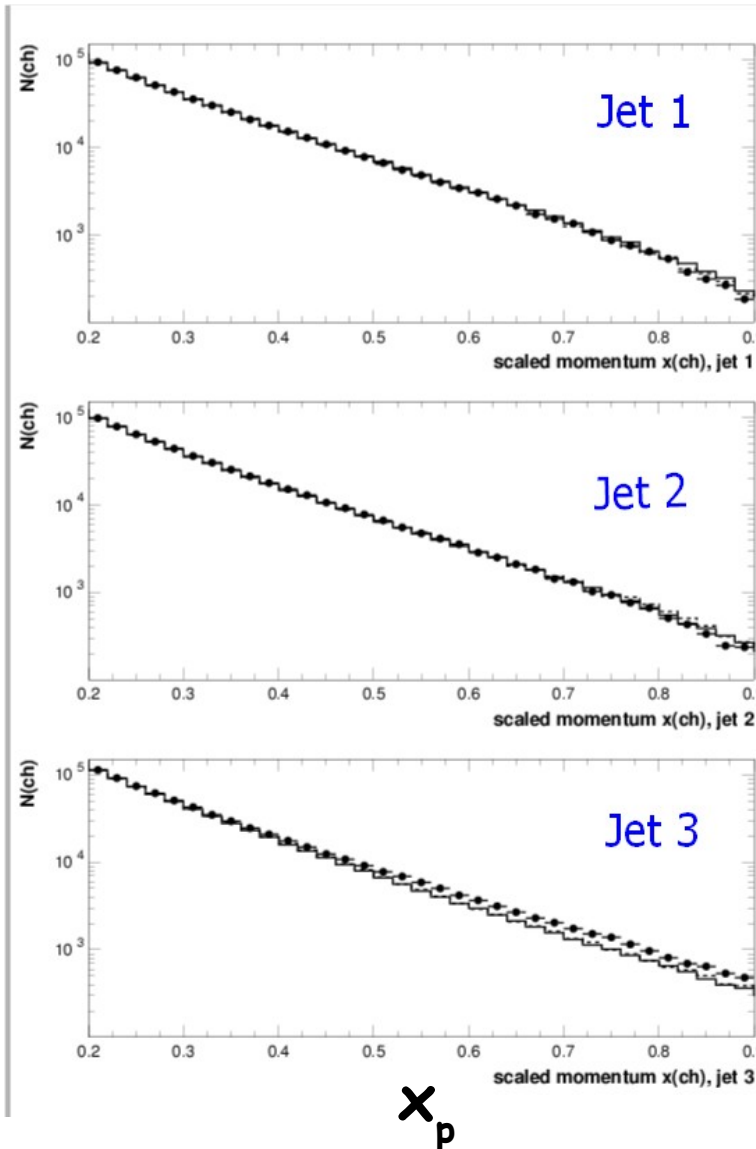 N(ch)
10^5
10^4
10^3
Jet 1
0.2 0.3 0.4 0.5 0.6 0.7 0.8 0.
scaled momentum x(ch), jet 1
N(ch)
10^5
10^4
10^3
Jet 2
0.2 0.3 0.4 0.5 0.6 0.7 0.8 0.
scaled momentum x(ch), jet 2
N(ch)
10^5
10^4
10^3
Jet 3
0.2 0.3 0.4 0.5 0.6 0.7 0.8 0.
scaled momentum x(ch), jet 3
x_p